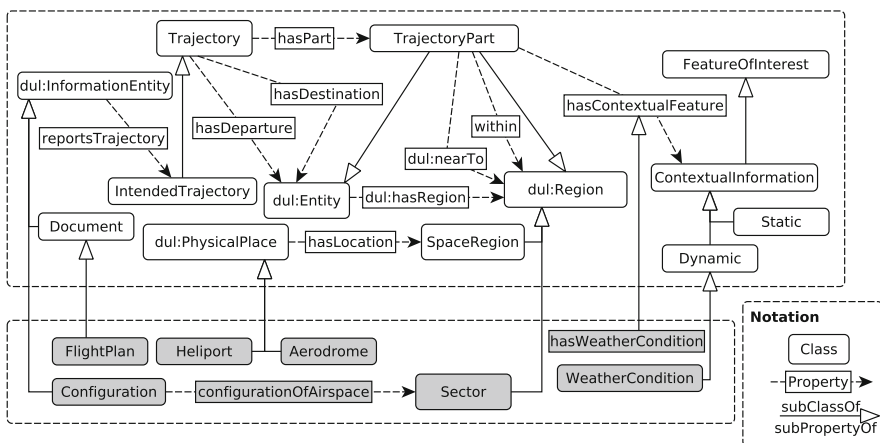 Trajectory
hasPart
TrajectoryPart
FeatureOfInterest
dul:InformationEntity
hasDestination
hasContextualFeature
reportsTrajectory
hasDeparture
within
dul:nearTo
IntendedTrajectory
dul:Entity
dul:hasRegion
dul:Region
ContextualInformation
Document
dul:PhysicalPlace
hasLocation
SpaceRegion
Static
Dynamic
FlightPlan
Heliport
Aerodrome
hasWeatherCondition
Configuration
configurationOfAirspace
Sector
WeatherCondition
Notation
Class
Property
subClassOf
subPropertyOf